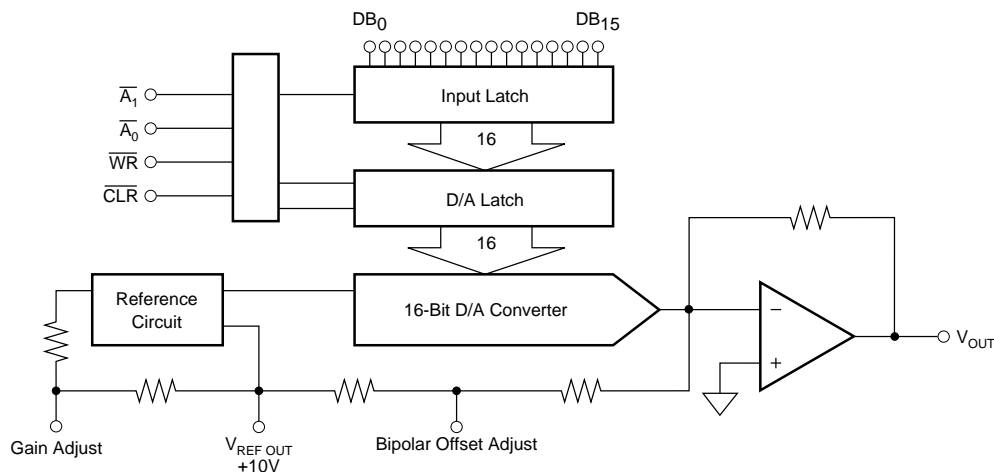 DB0 DB15
A1
A0
WR
CLR
Input Latch
16
D/A Latch
16
Reference
Circuit
16-Bit D/A Converter
–
+
VOUT
Gain Adjust
VREF OUT
+10V
Bipolar Offset Adjust